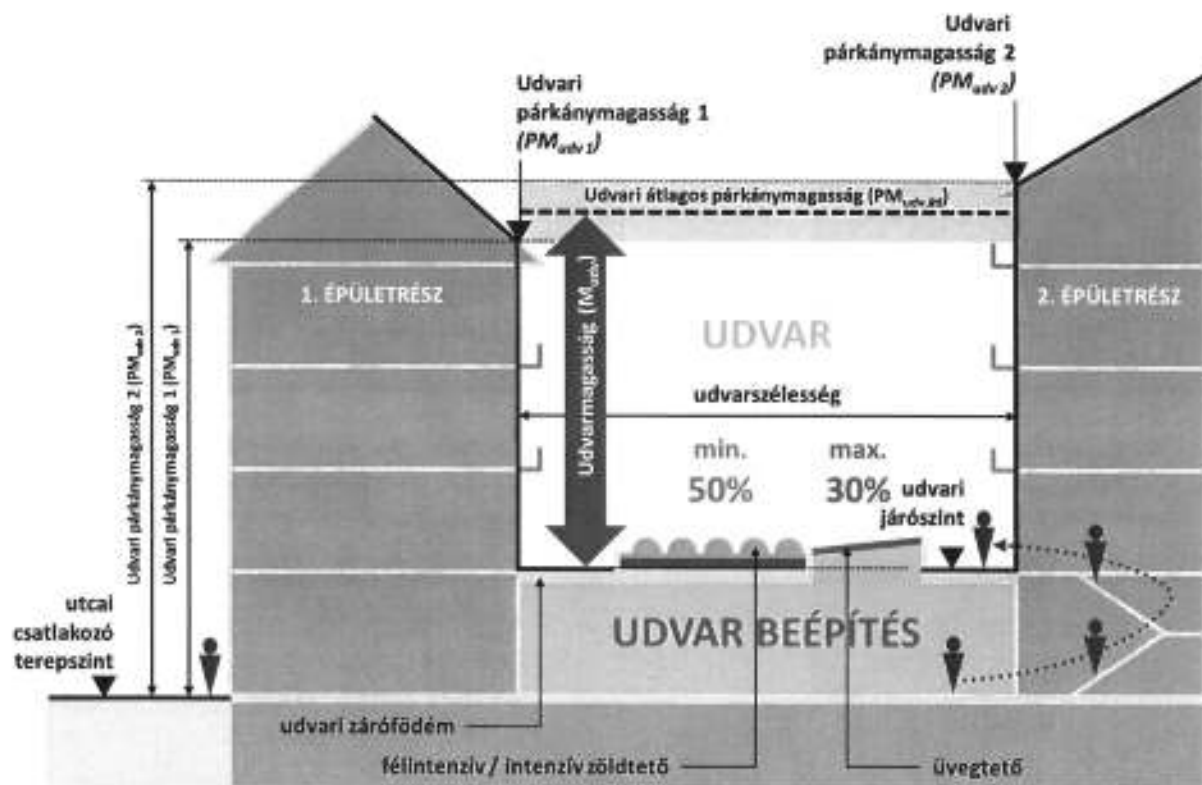 Udvari
párkánymagasság 2
(PMudv 2)
Udvari
párkánymagasság 1
(PMudv 1)
Udvari átlagos párkánymagasság (PMudv.átl)
1. ÉPÜLETRÉSZ
2. ÉPÜLETRÉSZ
Udvari párkánymagasság 2 (PMudv 2)
Udvari párkánymagasság 1 (PMudv 1)
Udvarmagasság (Mudv)
UDVAR
udvarszélesség
min.
50%
max.
30%
udvari
járószint
utcai
csatlakozó
terepszint
UDVAR BEÉPÍTÉS
udvari zárófödém
félintenzív / intenzív zöldtető
üvegtető